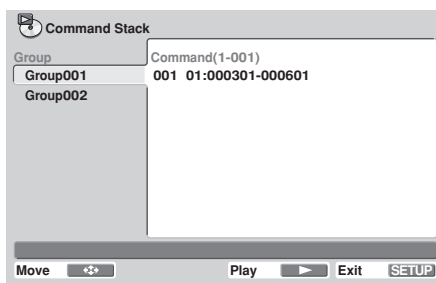 Command Stack
Group
Group001
Group002
Command(1-001)
001 01:000301-000601
Move Play Exit SETUP